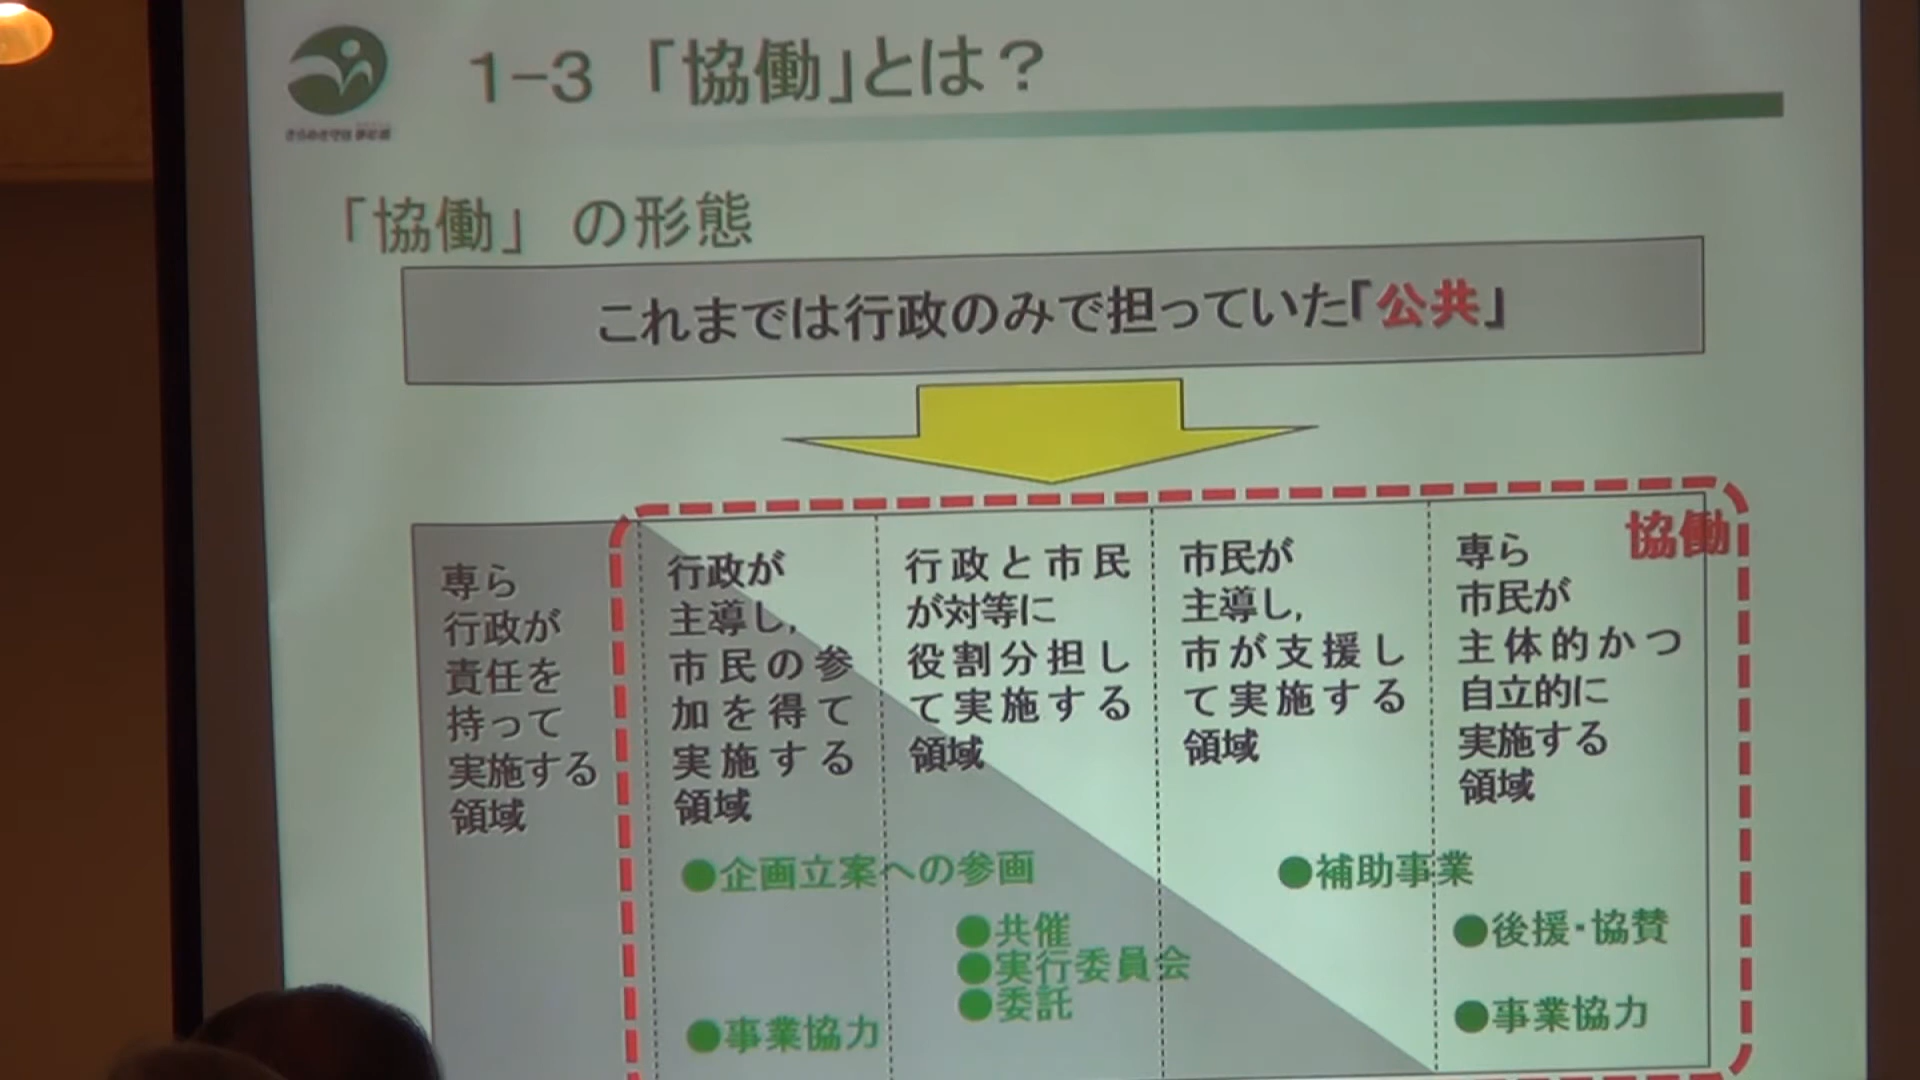 1-3 「協働」とは？
「協働」 の形態
これまでは行政のみで担っていた「公共」
協働
専ら
行政が
責任を
持って
実施する
領域
行政が
主導し,
市民の参
加を得て
実施する
領域
行政と市民
が対等に
役割分担し
て実施する
領域
市民が
主導し,
市が支援し
て実施する
領域
専ら
市民が
主体的かつ
自立的に
実施する
領域
●企画立案への参画
●補助事業
●共催
●実行委員会
●委託
●後援・協賛
●事業協力
●事業協力